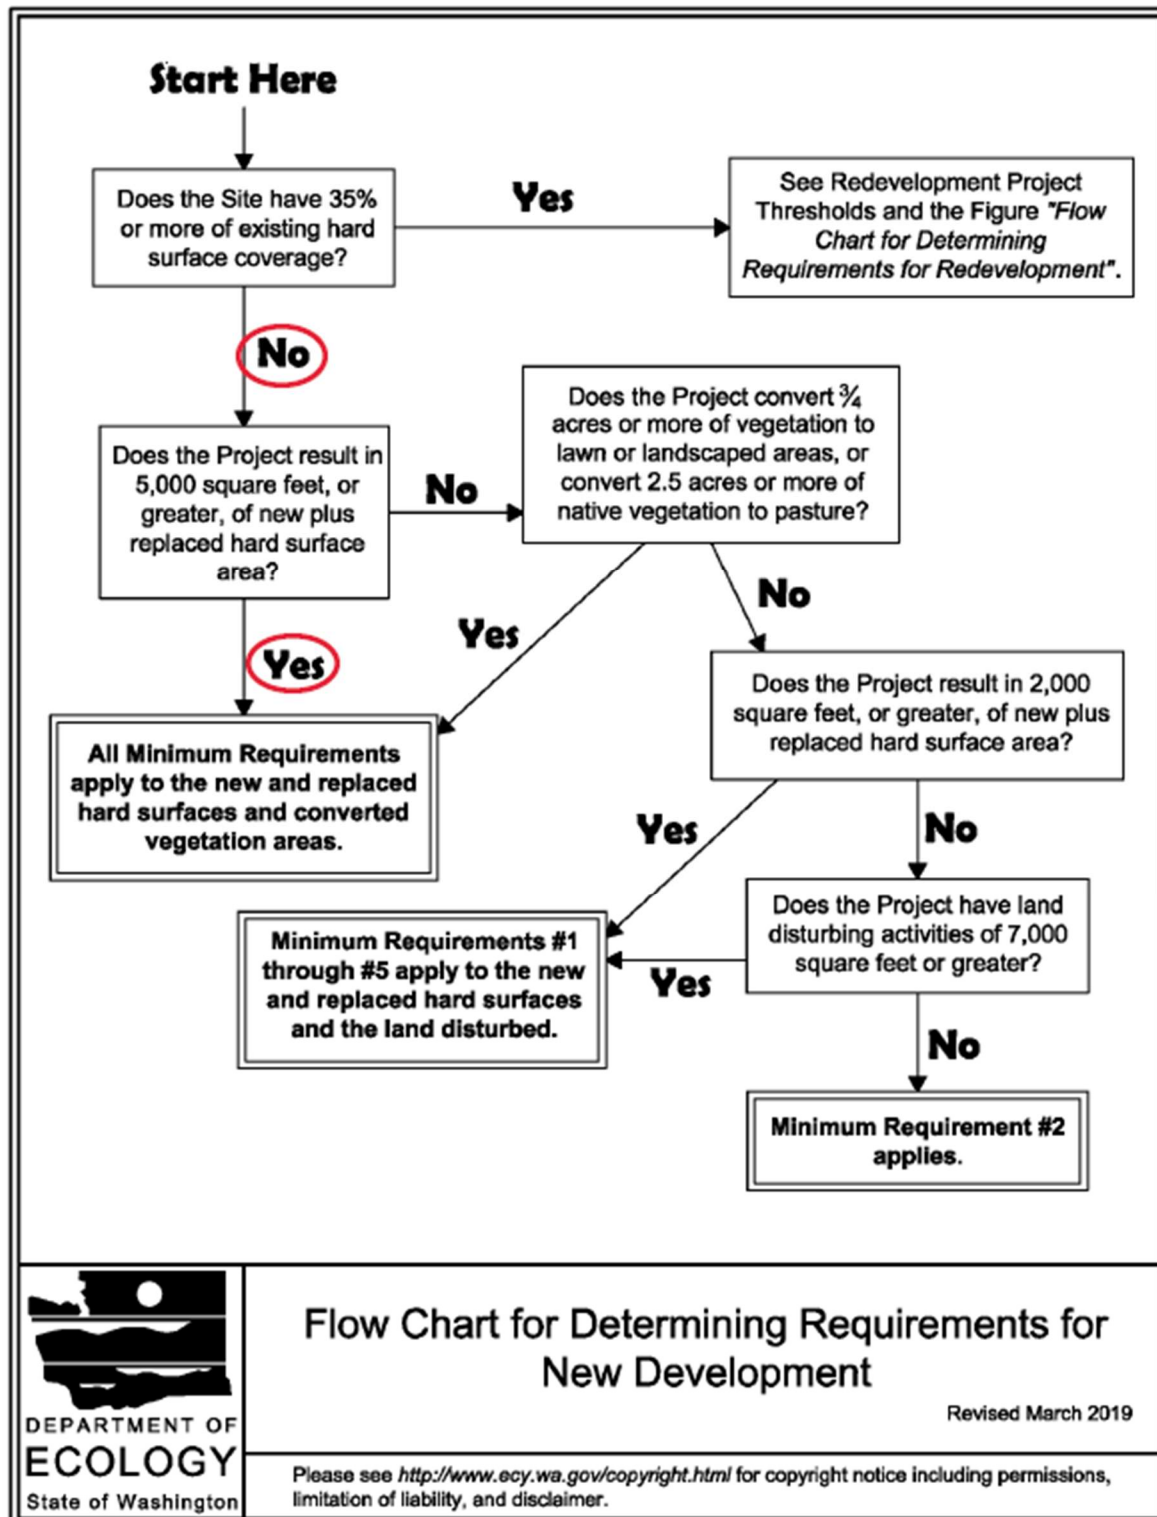 Start Here
Does the Site have 35%
or more of existing hard
surface coverage?
Yes
See Redevelopment Project
Thresholds and the Figure "Flow
Chart for Determining
Requirements for Redevelopment".
No
Does the Project result in
5,000 square feet, or
greater, of new plus
replaced hard surface
area?
No
Does the Project convert ¾
acres or more of vegetation to
lawn or landscaped areas, or
convert 2.5 acres or more of
native vegetation to pasture?
Yes
Yes
No
All Minimum Requirements
apply to the new and replaced
hard surfaces and converted
vegetation areas.
Does the Project result in 2,000
square feet, or greater, of new plus
replaced hard surface area?
Yes
No
Minimum Requirements #1
through #5 apply to the new
and replaced hard surfaces
and the land disturbed.
Yes
Does the Project have land
disturbing activities of 7,000
square feet or greater?
No
Minimum Requirement #2
applies.
DEPARTMENT OF
ECOLOGY
State of Washington
Flow Chart for Determining Requirements for
New Development
Revised March 2019
Please see http://www.ecy.wa.gov/copyright.html for copyright notice including permissions,
limitation of liability, and disclaimer.